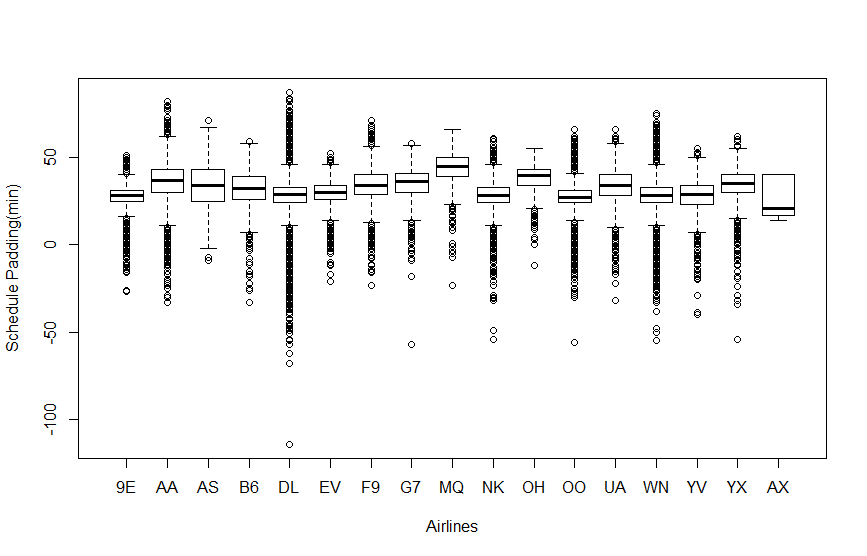 Schedule Padding(min)
50
0
-50
-100
9E AA AS B6 DL EV F9 G7 MQ NK OH OO UA WN YV YX AX
Airlines